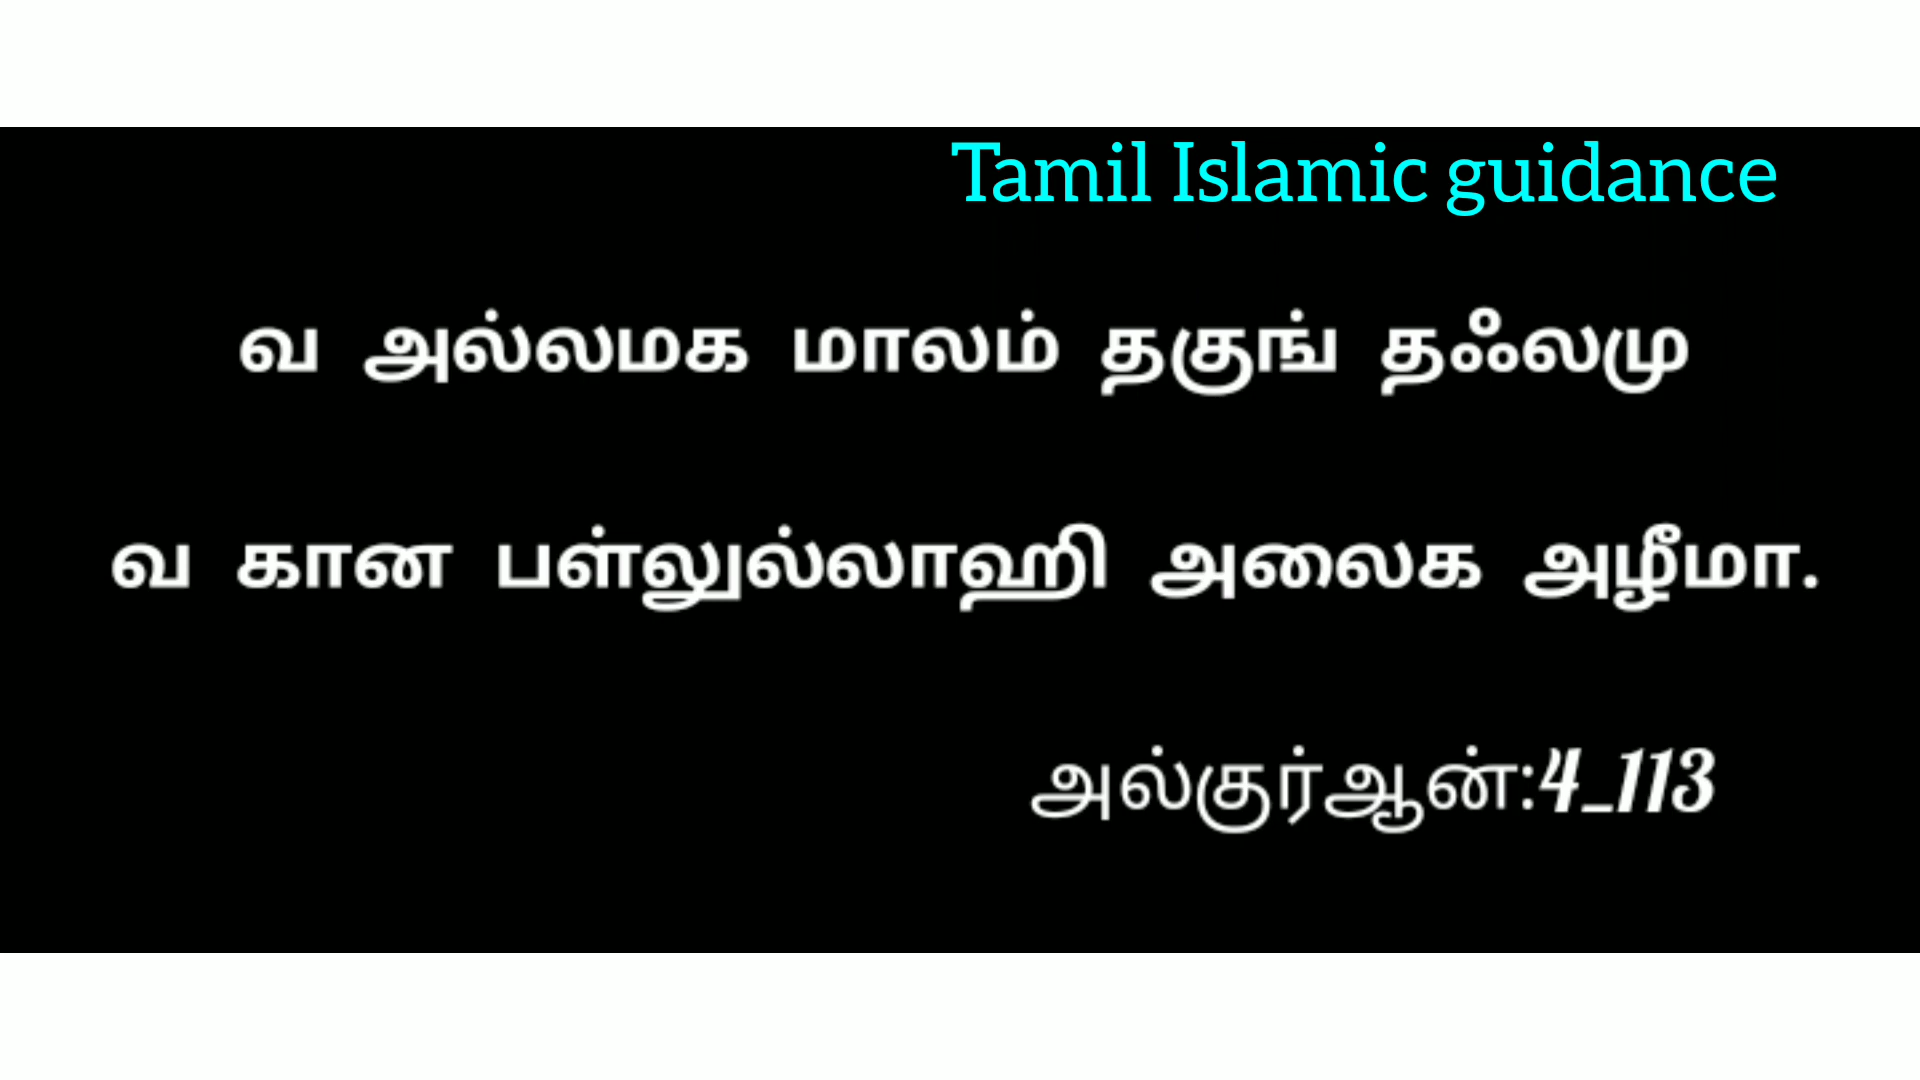 Tamil Islamic guidance
வ அல்லமக மாலம் தகுங் தஃலமு
வ கான பள்லுல்லாஹி அலைக அழீமா.
அல்குர்ஆன்:4_113